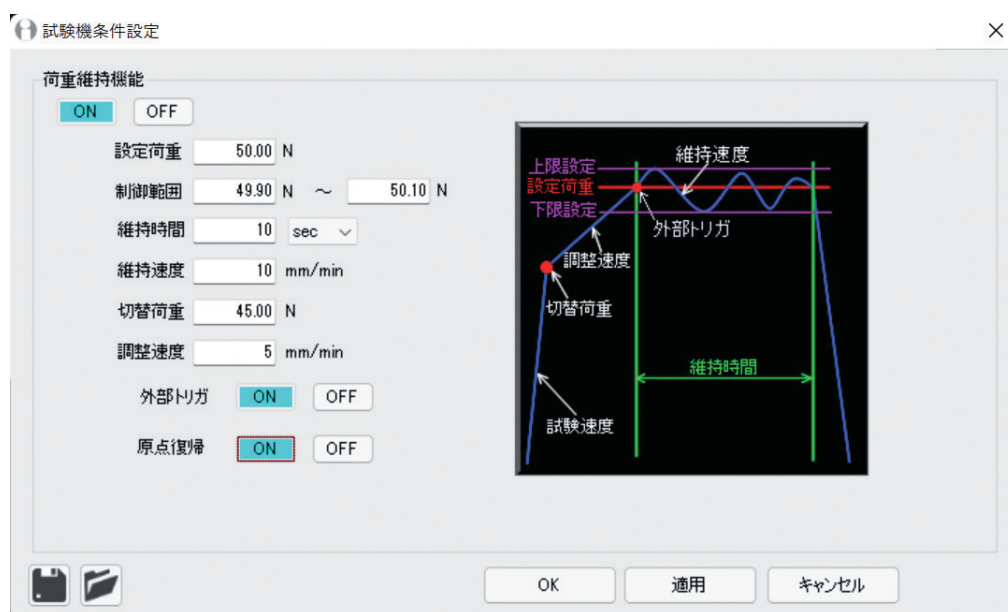 試験機条件設定
荷重維持機能
ON OFF
設定荷重 50.00 N
制御範囲 49.90 N ～ 50.10 N
維持時間 10 sec
維持速度 10 mm/min
切替荷重 45.00 N
調整速度 5 mm/min
外部トリガ ON OFF
原点復帰 ON OFF
上限設定
設定荷重
下限設定
維持速度
外部トリガ
調整速度
切替荷重
維持時間
試験速度
OK 適用 キャンセル